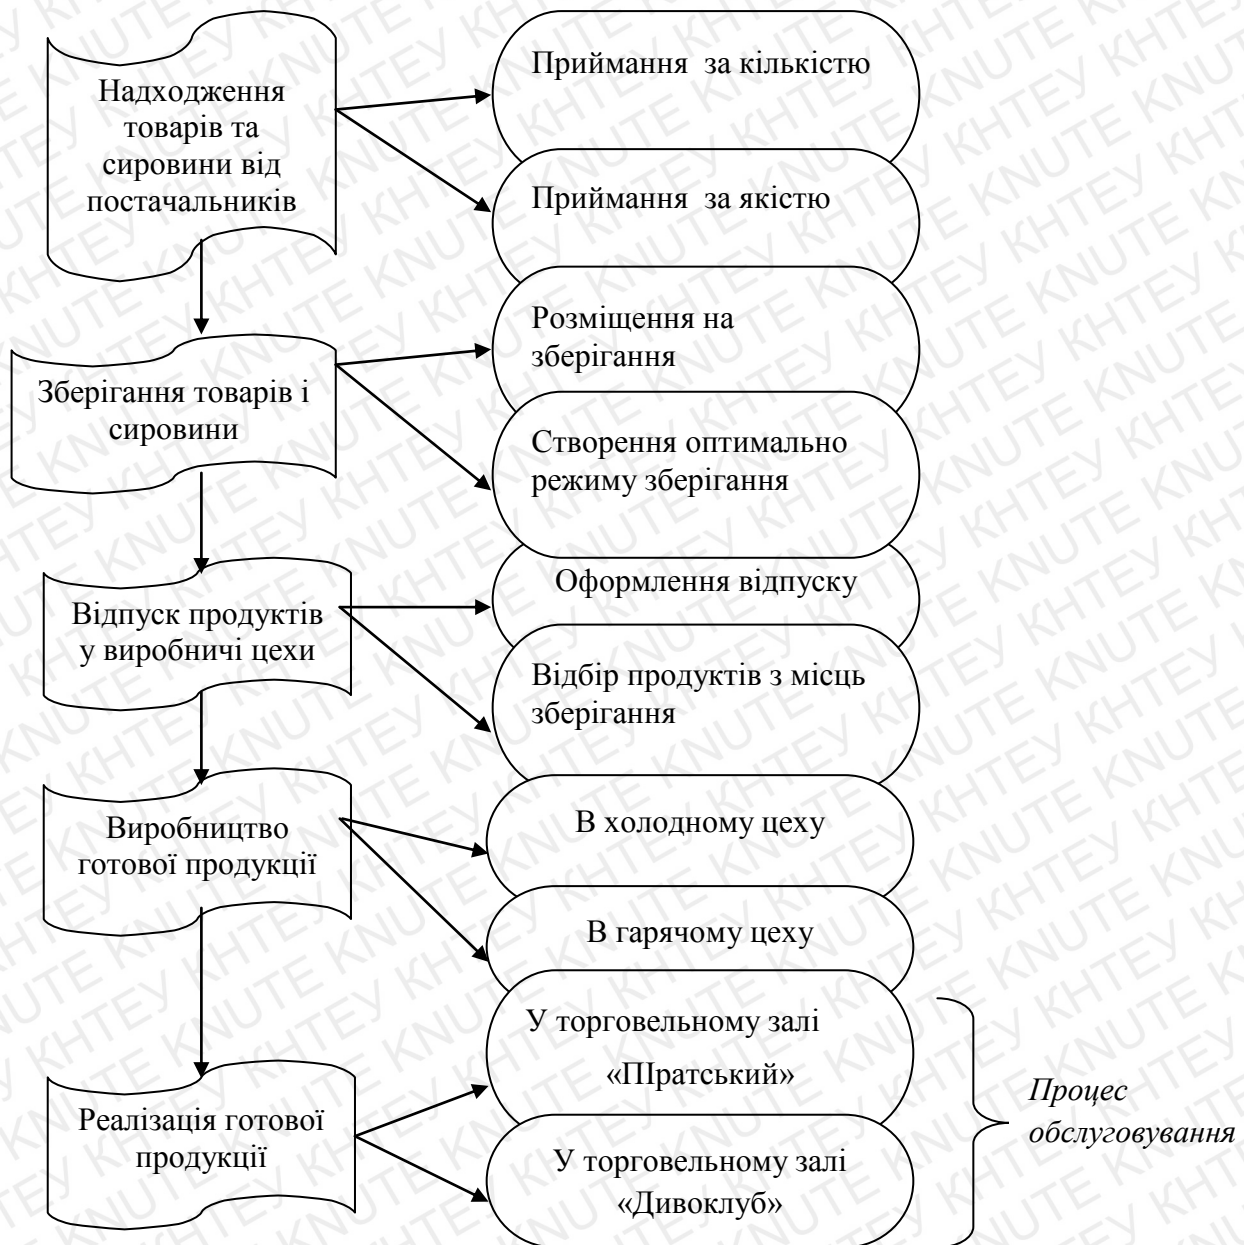 Надходження
товарів та
сировини від
постачальників
Приймання за кількістю
Приймання за якістю
Зберігання товарів і
сировини
Розміщення на
зберігання
Створення оптимально
режиму зберігання
Відпуск продуктів
у виробничі цехи
Оформлення відпуску
Відбір продуктів з місць
зберігання
Виробництво
готової продукції
В холодному цеху
В гарячому цеху
Реалізація готової
продукції
У торговельному залі
«ПІратський»
У торговельному залі
«Дивоклуб»
Процес
обслуговування
KNUTE КНТЕУ